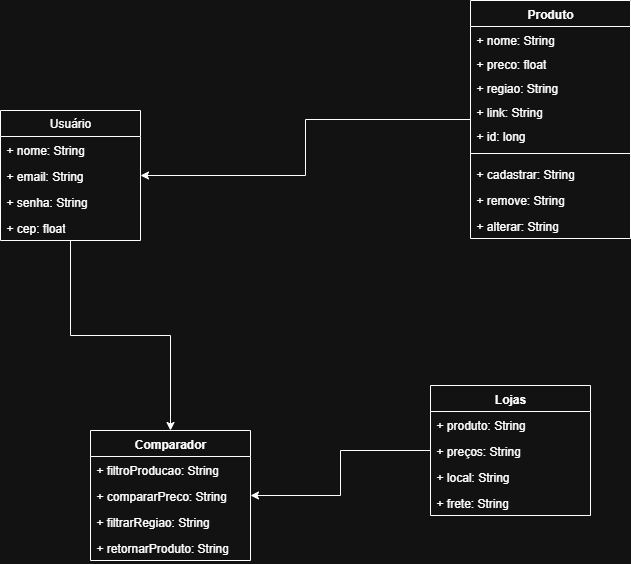 Produto
+ nome: String
+ preco: float
+ regiao: String
+ link: String
+ id: long
+ cadastrar: String
+ remove: String
+ alterar: String
Usuário
+ nome: String
+ email: String
+ senha: String
+ cep: float
Lojas
+ produto: String
+ preços: String
+ local: String
+ frete: String
Comparador
+ filtroProducao: String
+ compararPreco: String
+ filtrarRegiao: String
+ retornarProduto: String